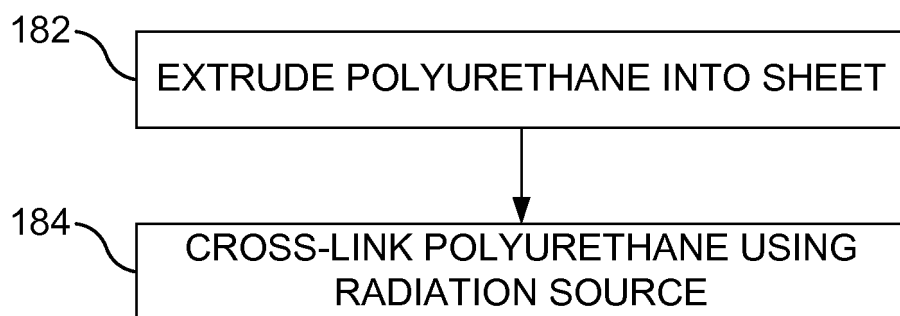 182
EXTRUDE POLYURETHANE INTO SHEET
184
CROSS-LINK POLYURETHANE USING
RADIATION SOURCE